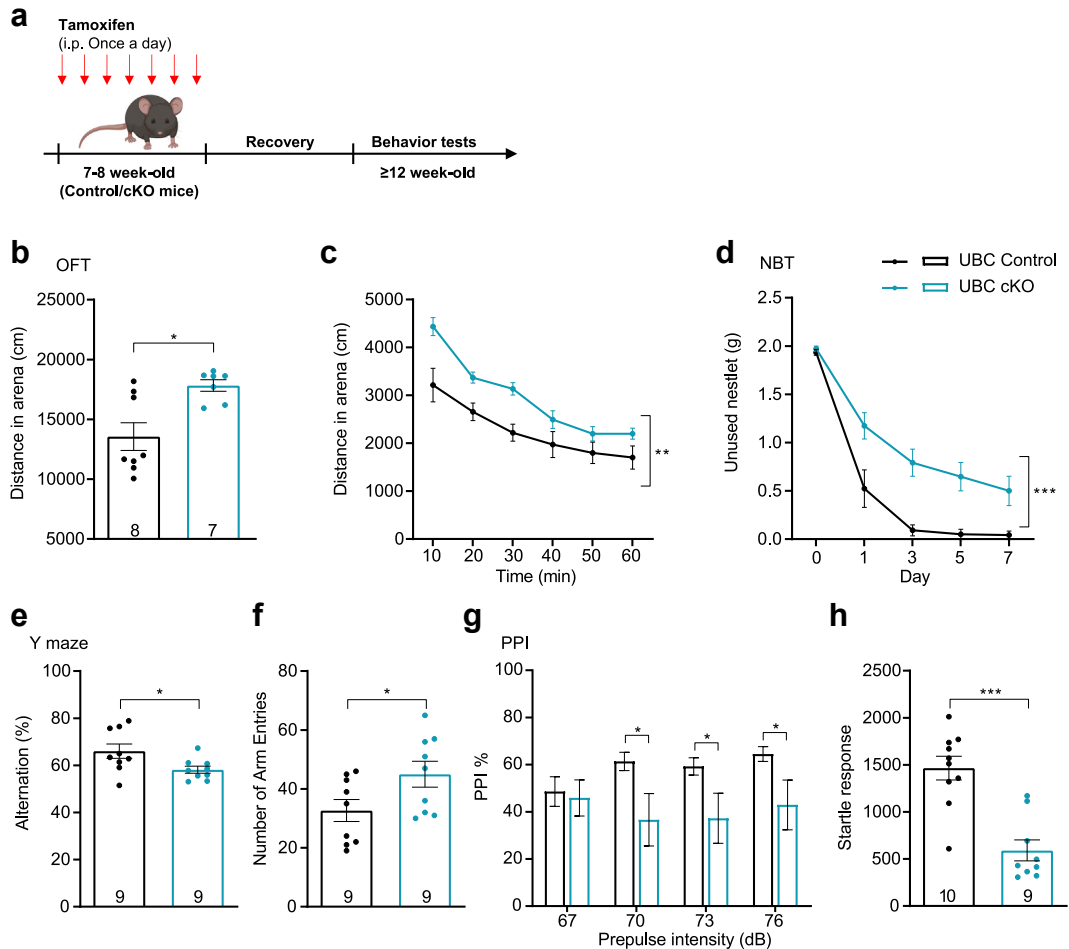 a
Tamoxifen
(i.p. Once a day)
Recovery
Behavior tests
7-8 week-old
(Control/cKO mice)
≥12 week-old
b
OFT
Distance in arena (cm)
25000
20000
15000
10000
5000
*
8
7
c
Distance in arena (cm)
5000
4000
3000
2000
1000
0
**
10 20 30 40 50 60
Time (min)
d
NBT
UBC Control
UBC cKO
Unused nestlet (g)
2.5
2.0
1.5
1.0
0.5
0.0
***
0 1 3 5 7
Day
e
Y maze
Alternation (%)
100
80
60
40
20
0
*
9
9
f
Number of Arm Entries
80
60
40
20
0
*
9
9
g
PPI
PPI %
100
80
60
40
20
0
*
*
*
67 70 73 76
Prepulse intensity (dB)
h
Startle response
2500
2000
1500
1000
500
0
***
10
9